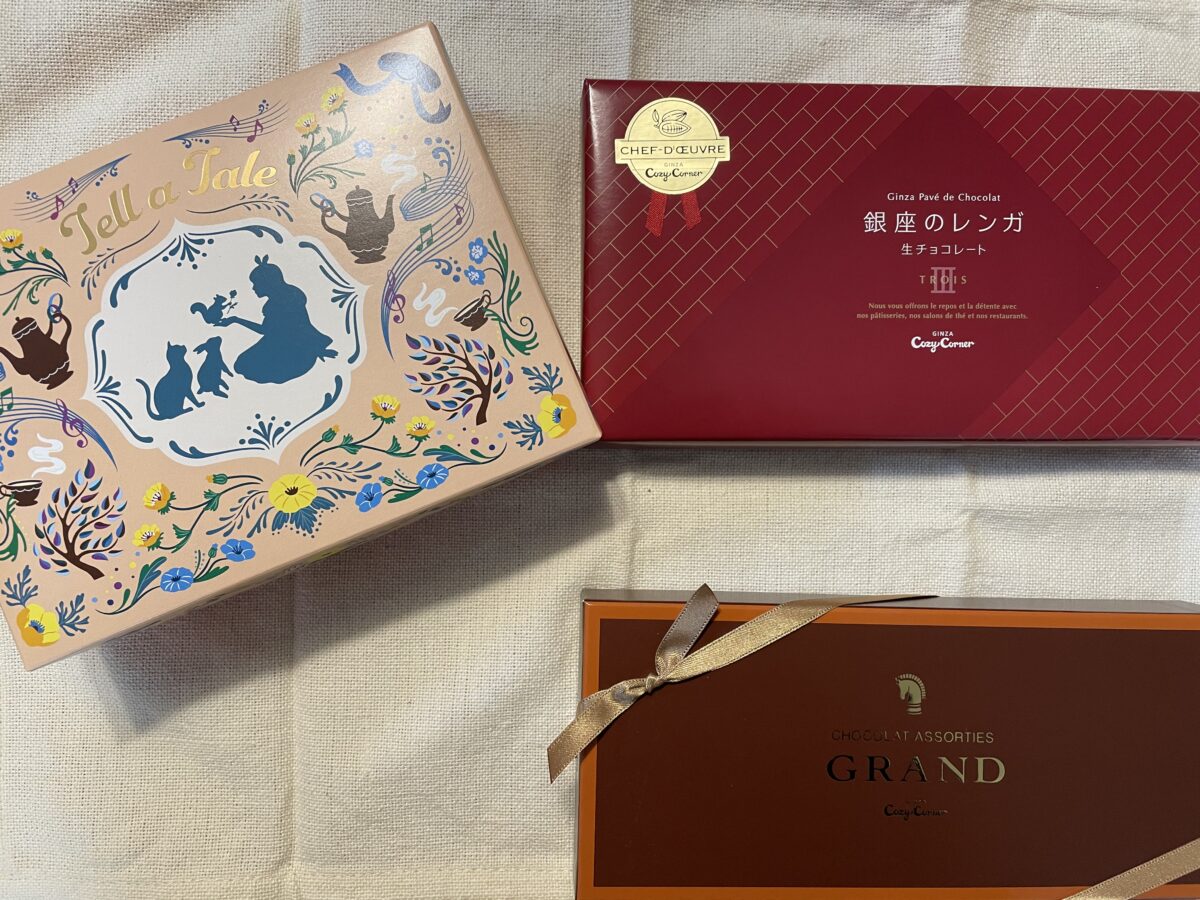 Tell a Tale
CHEF-D'ŒUVRE
GINZA
Cozy Corner
Ginza Pavé de Chocolat
銀座のレンガ
生チョコレート
III
TROIS
Nous vous offrons le repos et la détente avec
nos pâtisseries, nos salons de thé et nos restaurants.
GINZA
Cozy Corner
CHOCOLAT ASSORTIES
GRAND
GINZA
Cozy Corner